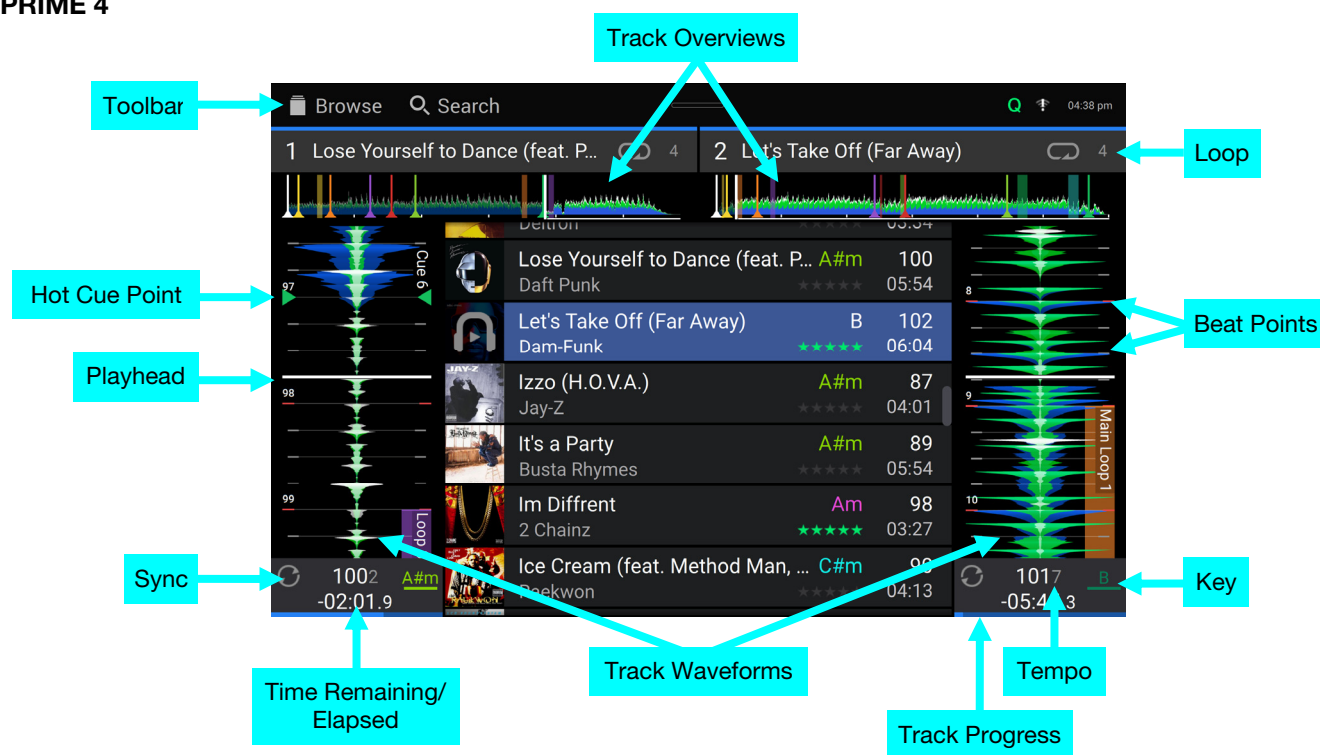 PRIME 4
Track Overviews
Toolbar
Browse
Search
Q
04:38 pm
1 Lose Yourself to Dance (feat. P... 4
2 Let's Take Off (Far Away) 4
Loop
Deltron
03:34
Lose Yourself to Dance (feat. P... A#m 100
Daft Punk ★★★★★ 05:54
Let's Take Off (Far Away) B 102
Dam-Funk ★★★★★ 06:04
Izzo (H.O.V.A.) A#m 87
Jay-Z ★★★★★ 04:01
It's a Party A#m 89
Busta Rhymes ★★★★★ 05:54
Im Diffrent Am 98
2 Chainz ★★★★★ 03:27
Ice Cream (feat. Method Man, ... C#m
Raekwon 04:13
Cue 6
97
98
99
Loop
8
9
10
Main Loop 1
Hot Cue Point
Playhead
Beat Points
Sync
1002 A#m
-02:01.9
1017 B
Key
Track Waveforms
Tempo
Time Remaining/
Elapsed
Track Progress
JAY-Z